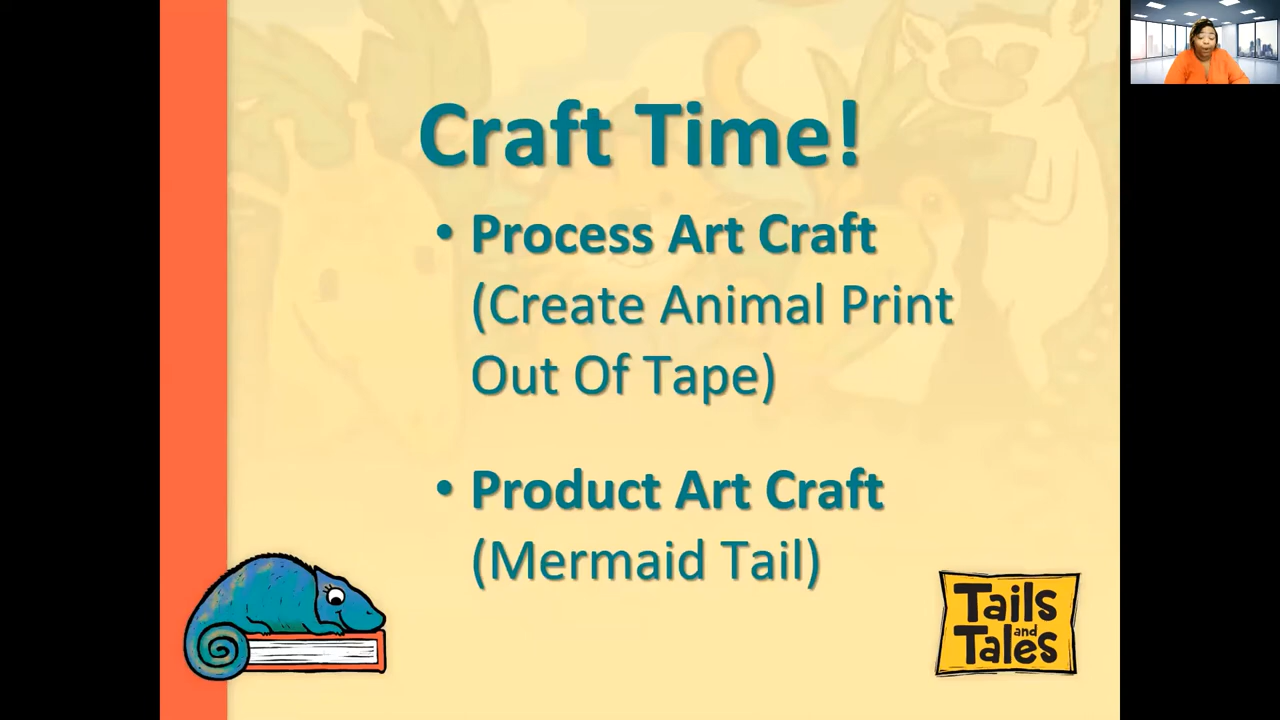 Craft Time!
• Process Art Craft
(Create Animal Print
Out Of Tape)
• Product Art Craft
(Mermaid Tail)
Tails
and
Tales